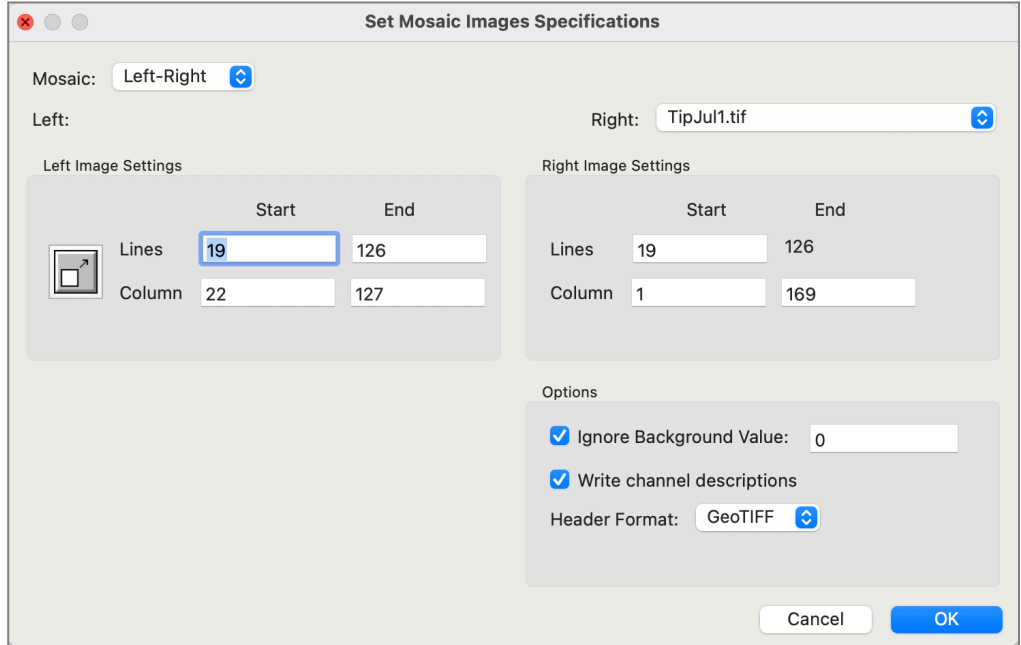 Set Mosaic Images Specifications
Mosaic: Left-Right
Left:
Right: TipJul1.tif
Left Image Settings
Start End
Lines 19 126
Column 22 127
Right Image Settings
Start End
Lines 19 126
Column 1 169
Options
Ignore Background Value: 0
Write channel descriptions
Header Format: GeoTIFF
Cancel OK